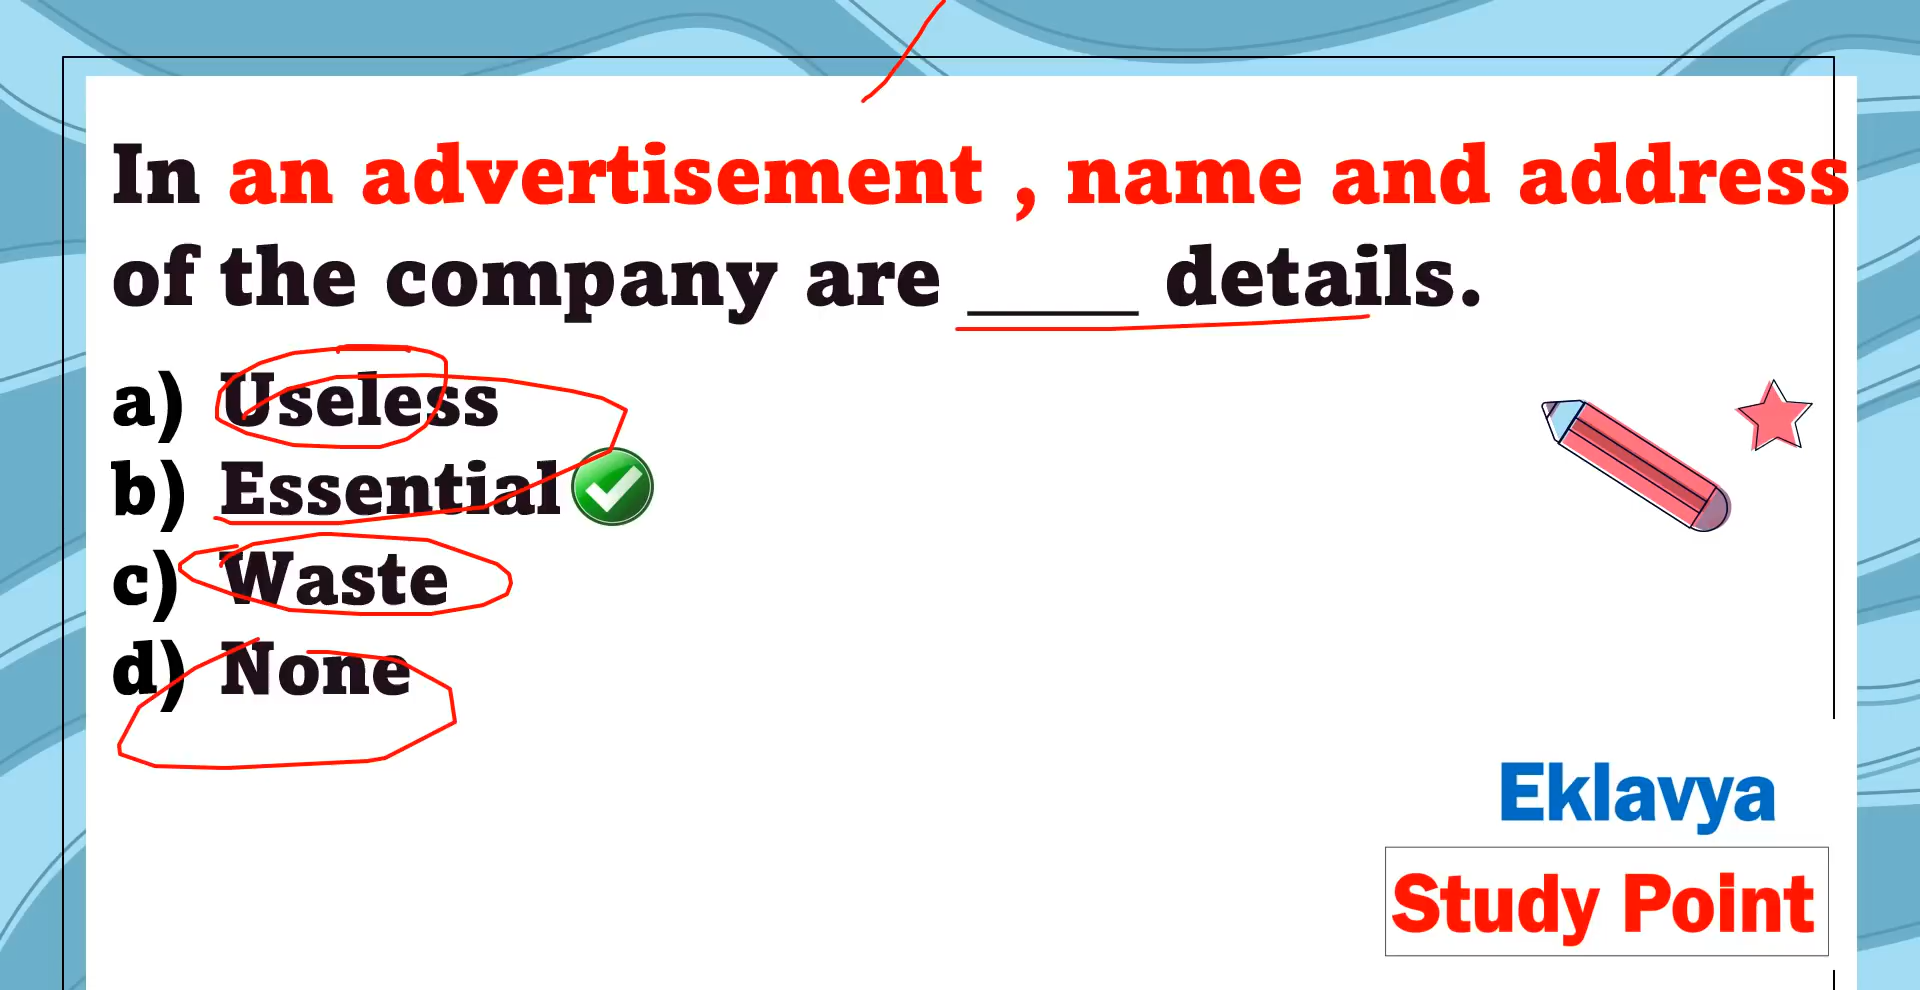 In an advertisement , name and address
of the company are _____ details.
a) Useless
b) Essential
c) Waste
d) None
Eklavya
Study Point